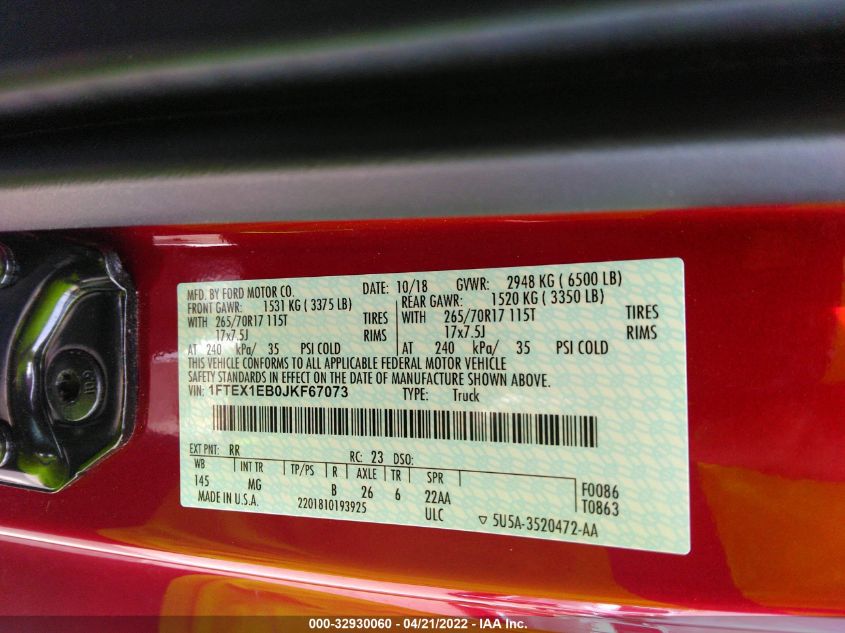 MFD. BY FORD MOTOR CO. DATE: 10/18 GVWR: 2948 KG ( 6500 LB)
FRONT GAWR: 1531 KG ( 3375 LB) REAR GAWR: 1520 KG ( 3350 LB)
WITH 265/70R17 115T TIRES WITH 265/70R17 115T TIRES
17x7.5J RIMS 17x7.5J RIMS
AT 240 kPa/ 35 PSI COLD AT 240 kPa/ 35 PSI COLD
THIS VEHICLE CONFORMS TO ALL APPLICABLE FEDERAL MOTOR VEHICLE
SAFETY STANDARDS IN EFFECT ON THE DATE OF MANUFACTURE SHOWN ABOVE.
VIN: 1FTEX1EB0JKF67073 TYPE: Truck
EXT PNT: RR RC: 23 DSO:
WB INT TR TP/PS R AXLE TR SPR
145 MG B 26 6 22AA F0086
MADE IN U.S.A. 2201810193925 ULC T0863
5U5A-3520472-AA
000-32930060 - 04/21/2022 - IAA Inc.